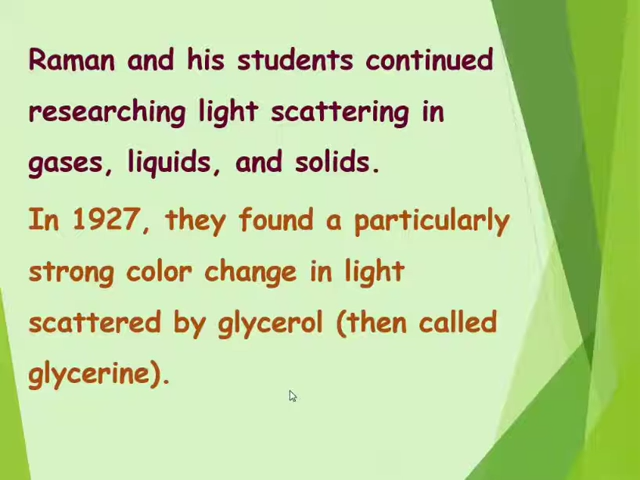 Raman and his students continued
researching light scattering in
gases, liquids, and solids.
In 1927, they found a particularly
strong color change in light
scattered by glycerol (then called
glycerine).